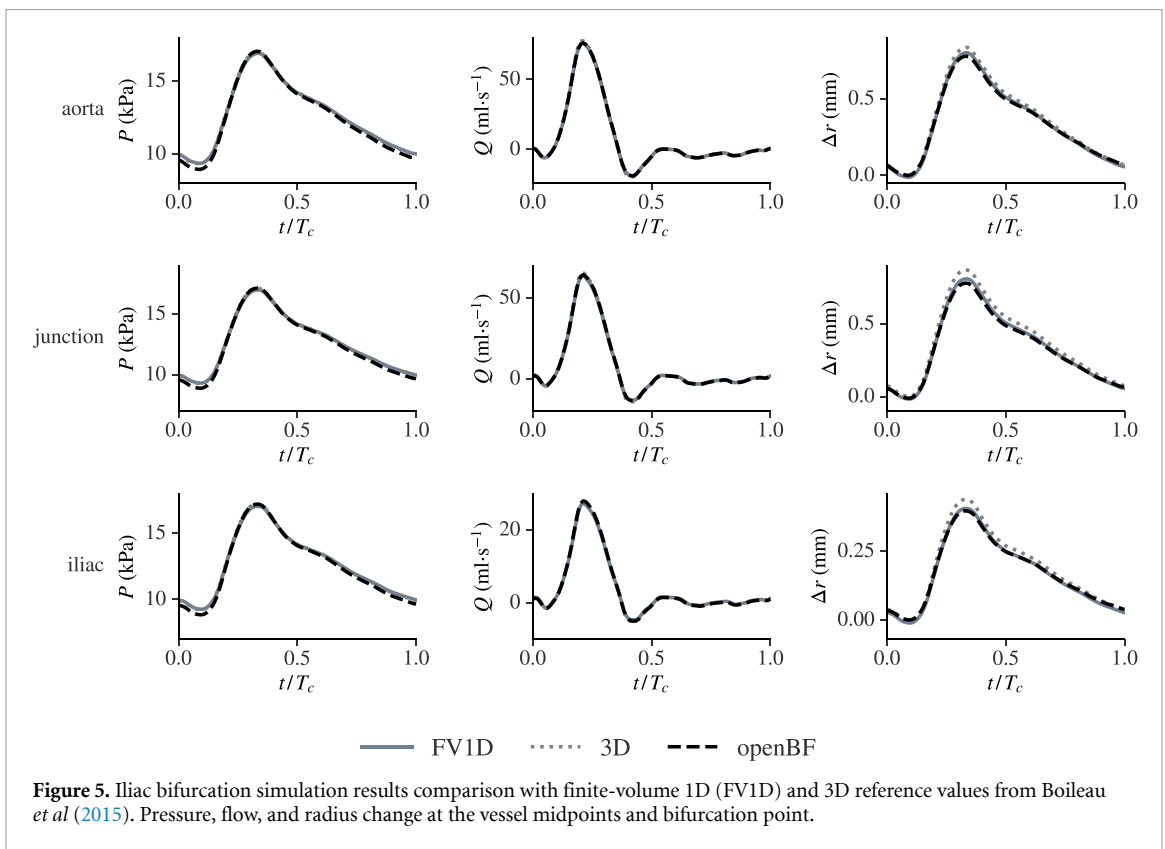 aorta
P (kPa)
15
10
0.0 0.5 1.0
t/T_c
Q (ml·s⁻¹)
50
0
0.0 0.5 1.0
t/T_c
Δr (mm)
0.5
0.0
0.0 0.5 1.0
t/T_c
junction
P (kPa)
15
10
0.0 0.5 1.0
t/T_c
Q (ml·s⁻¹)
50
0
0.0 0.5 1.0
t/T_c
Δr (mm)
0.5
0.0
0.0 0.5 1.0
t/T_c
iliac
P (kPa)
15
10
0.0 0.5 1.0
t/T_c
Q (ml·s⁻¹)
20
0
0.0 0.5 1.0
t/T_c
Δr (mm)
0.25
0.00
0.0 0.5 1.0
t/T_c
FV1D 3D openBF
Figure 5. Iliac bifurcation simulation results comparison with finite-volume 1D (FV1D) and 3D reference values from Boileau
et al (2015). Pressure, flow, and radius change at the vessel midpoints and bifurcation point.